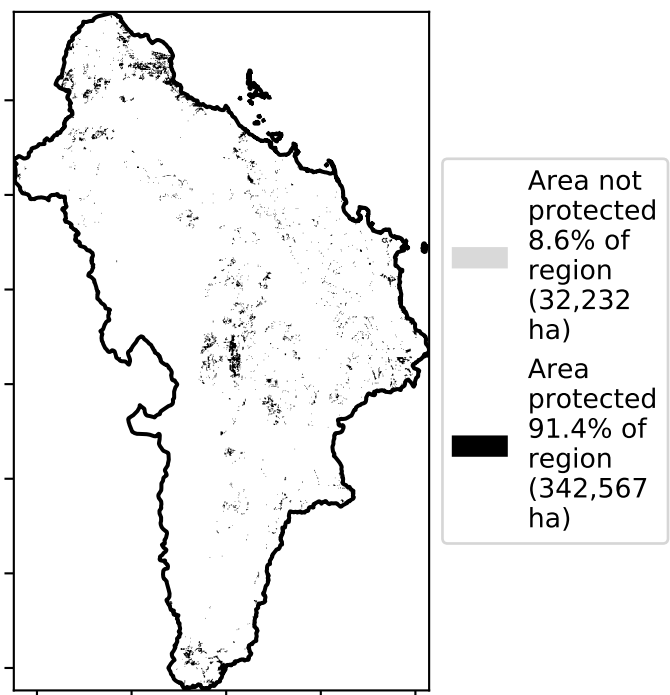 Area not
protected
8.6% of
region
(32,232
ha)
Area
protected
91.4% of
region
(342,567
ha)